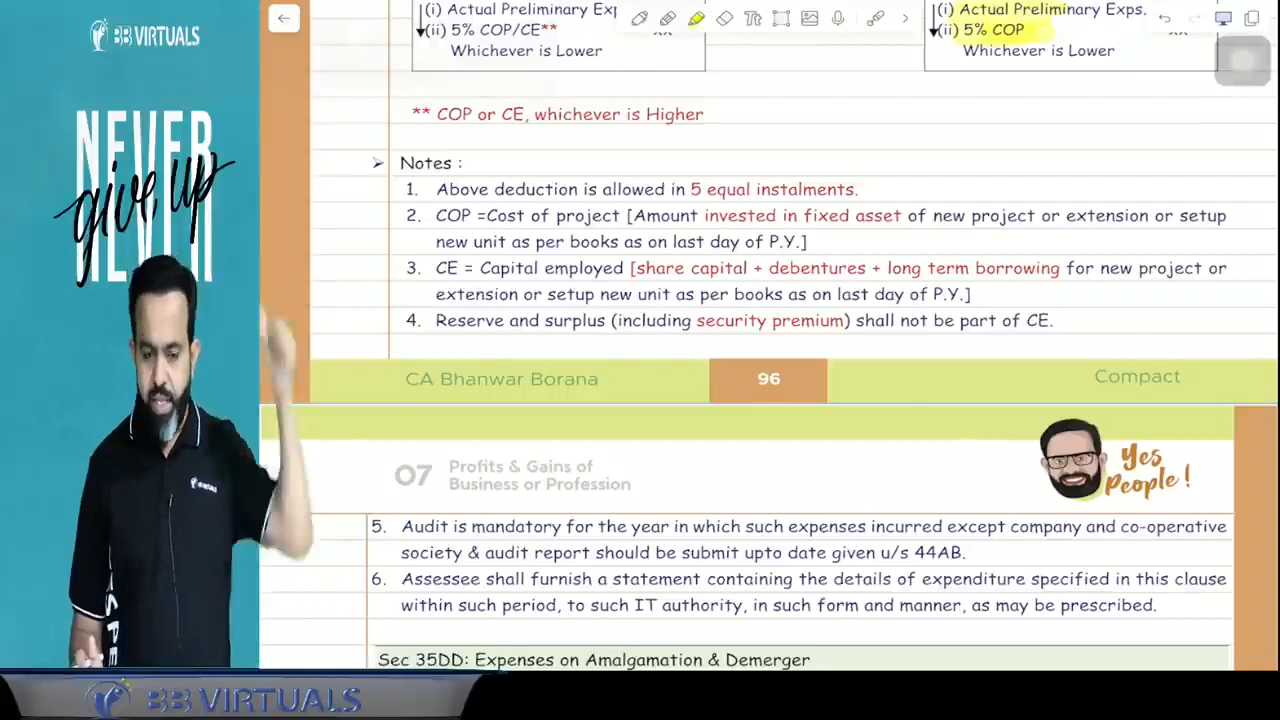 BB VIRTUALS
NEVER
give up
NEVER
(i) Actual Preliminary Exp
(ii) 5% COP/CE**
Whichever is Lower
(i) Actual Preliminary Exps.
(ii) 5% COP
Whichever is Lower
** COP or CE, whichever is Higher
Notes :
1. Above deduction is allowed in 5 equal instalments.
2. COP =Cost of project [Amount invested in fixed asset of new project or extension or setup
new unit as per books as on last day of P.Y.]
3. CE = Capital employed [share capital + debentures + long term borrowing for new project or
extension or setup new unit as per books as on last day of P.Y.]
4. Reserve and surplus (including security premium) shall not be part of CE.
CA Bhanwar Borana
96
Compact
07
Profits & Gains of
Business or Profession
Yes
People !
5. Audit is mandatory for the year in which such expenses incurred except company and co-operative
society & audit report should be submit upto date given u/s 44AB.
6. Assessee shall furnish a statement containing the details of expenditure specified in this clause
within such period, to such IT authority, in such form and manner, as may be prescribed.
Sec 35DD: Expenses on Amalgamation & Demerger
BB VIRTUALS